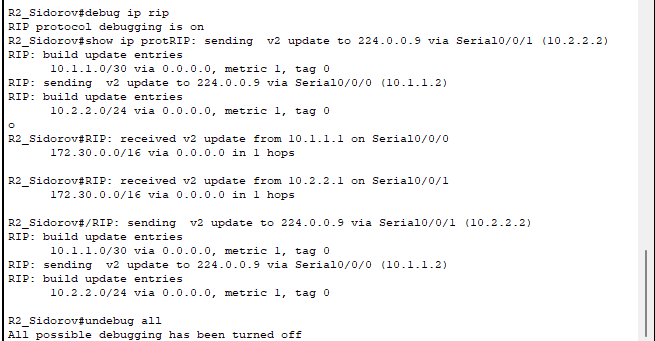 R2_Sidorov#debug ip rip
RIP protocol debugging is on
R2_Sidorov#show ip protRIP: sending  v2 update to 224.0.0.9 via Serial0/0/1 (10.2.2.2)
RIP: build update entries
      10.1.1.0/30 via 0.0.0.0, metric 1, tag 0
RIP: sending  v2 update to 224.0.0.9 via Serial0/0/0 (10.1.1.2)
RIP: build update entries
      10.2.2.0/24 via 0.0.0.0, metric 1, tag 0
o
R2_Sidorov#RIP: received v2 update from 10.1.1.1 on Serial0/0/0
      172.30.0.0/16 via 0.0.0.0 in 1 hops
R2_Sidorov#RIP: received v2 update from 10.2.2.1 on Serial0/0/1
      172.30.0.0/16 via 0.0.0.0 in 1 hops
R2_Sidorov#/RIP: sending  v2 update to 224.0.0.9 via Serial0/0/1 (10.2.2.2)
RIP: build update entries
      10.1.1.0/30 via 0.0.0.0, metric 1, tag 0
RIP: sending  v2 update to 224.0.0.9 via Serial0/0/0 (10.1.1.2)
RIP: build update entries
      10.2.2.0/24 via 0.0.0.0, metric 1, tag 0
R2_Sidorov#undebug all
All possible debugging has been turned off